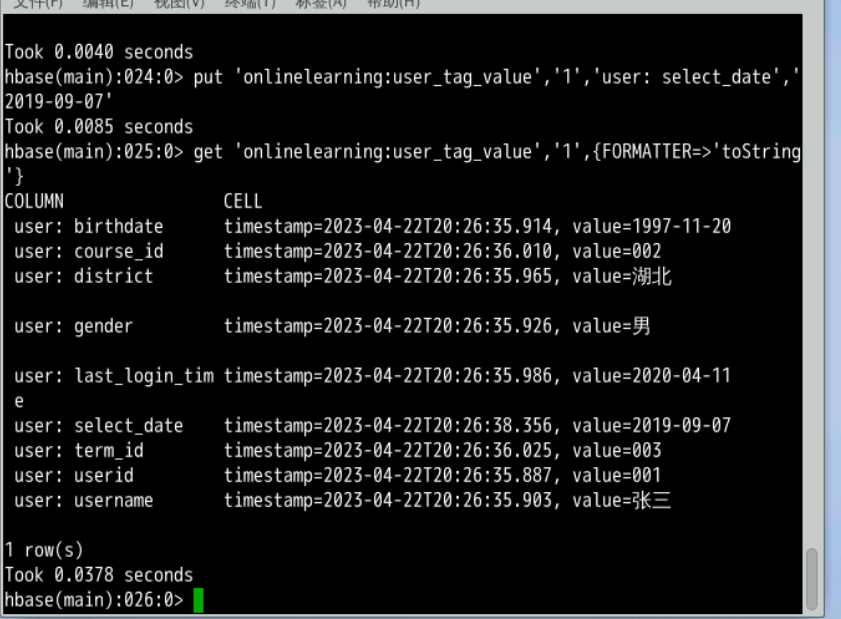 文件(F) 编辑(E) 视图(V) 终端(T) 标签(A) 帮助(H)
Took 0.0040 seconds
hbase(main):024:0> put 'onlinelearning:user_tag_value','1','user: select_date','
2019-09-07'
Took 0.0085 seconds
hbase(main):025:0> get 'onlinelearning:user_tag_value','1',{FORMATTER=>'toString
'}
COLUMN CELL
user: birthdate timestamp=2023-04-22T20:26:35.914, value=1997-11-20
user: course_id timestamp=2023-04-22T20:26:36.010, value=002
user: district timestamp=2023-04-22T20:26:35.965, value=湖北
user: gender timestamp=2023-04-22T20:26:35.926, value=男
user: last_login_tim timestamp=2023-04-22T20:26:35.986, value=2020-04-11
e
user: select_date timestamp=2023-04-22T20:26:38.356, value=2019-09-07
user: term_id timestamp=2023-04-22T20:26:36.025, value=003
user: userid timestamp=2023-04-22T20:26:35.887, value=001
user: username timestamp=2023-04-22T20:26:35.903, value=张三
1 row(s)
Took 0.0378 seconds
hbase(main):026:0>